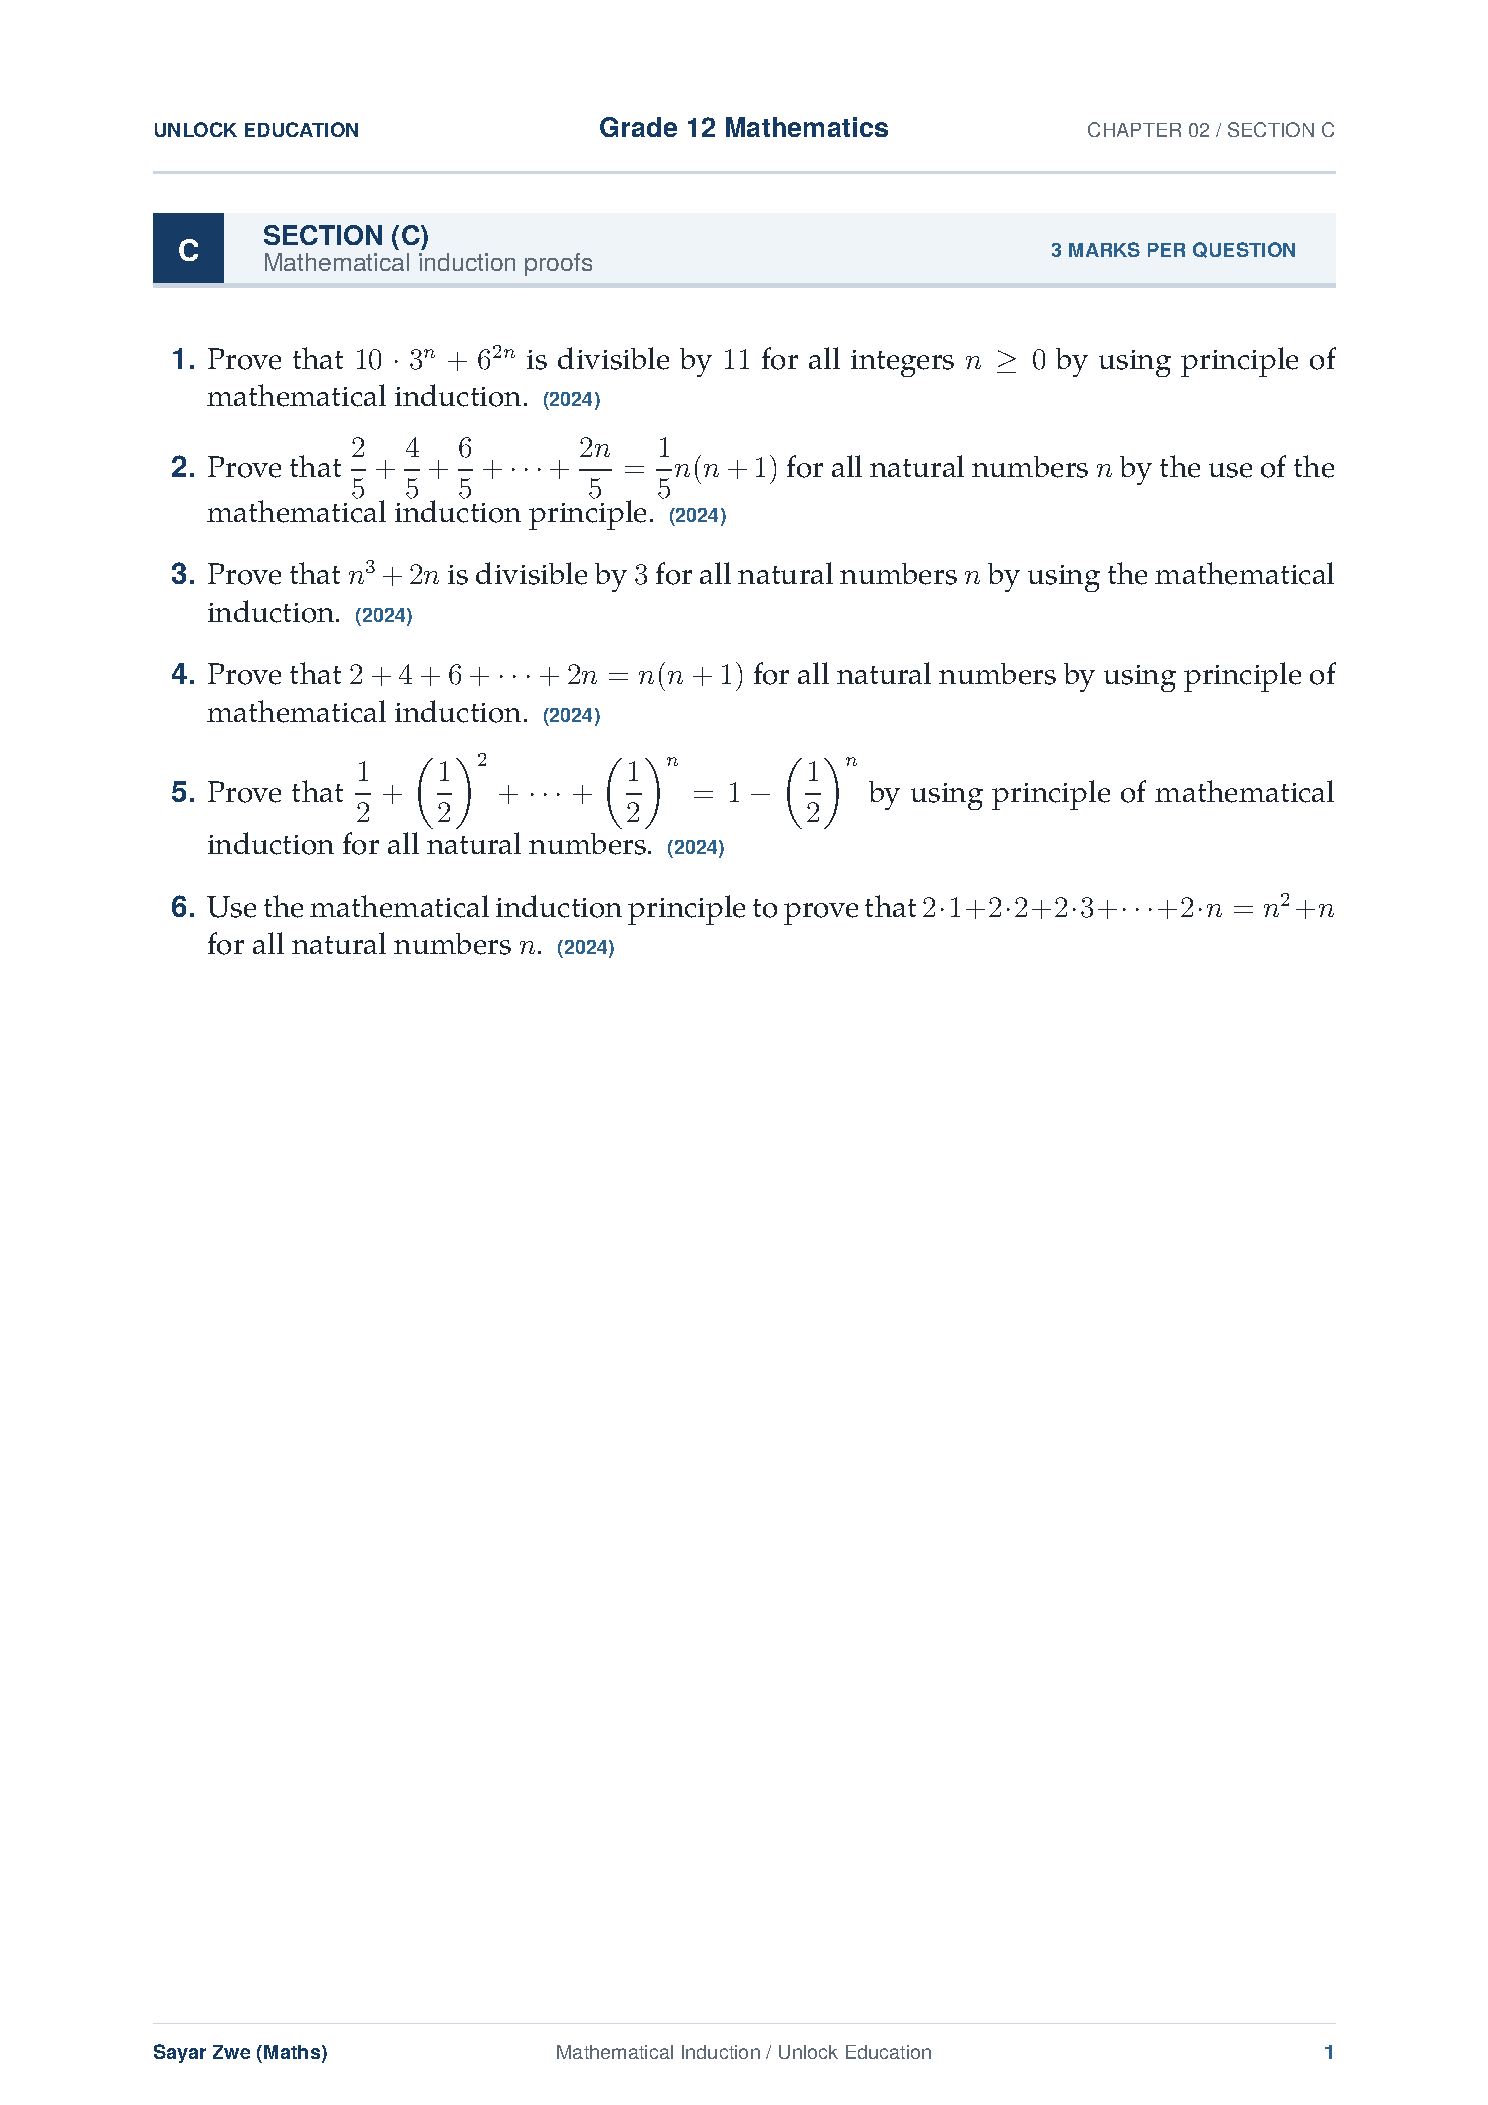 UNLOCK EDUCATION Grade 12 Mathematics CHAPTER 02 / SECTION C
C SECTION (C)
Mathematical induction proofs
3 MARKS PER QUESTION
1. Prove that 10 · 3ⁿ + 6²ⁿ is divisible by 11 for all integers n ≥ 0 by using principle of
mathematical induction. (2024)
2. Prove that 2/5 + 4/5 + 6/5 + ··· + 2n/5 = 1/5 n(n + 1) for all natural numbers n by the use of the
mathematical induction principle. (2024)
3. Prove that n³ + 2n is divisible by 3 for all natural numbers n by using the mathematical
induction. (2024)
4. Prove that 2 + 4 + 6 + ··· + 2n = n(n + 1) for all natural numbers by using principle of
mathematical induction. (2024)
5. Prove that 1/2 + (1/2)² + ··· + (1/2)ⁿ = 1 − (1/2)ⁿ by using principle of mathematical
induction for all natural numbers. (2024)
6. Use the mathematical induction principle to prove that 2·1+2·2+2·3+···+2·n = n²+n
for all natural numbers n. (2024)
Sayar Zwe (Maths) Mathematical Induction / Unlock Education 1